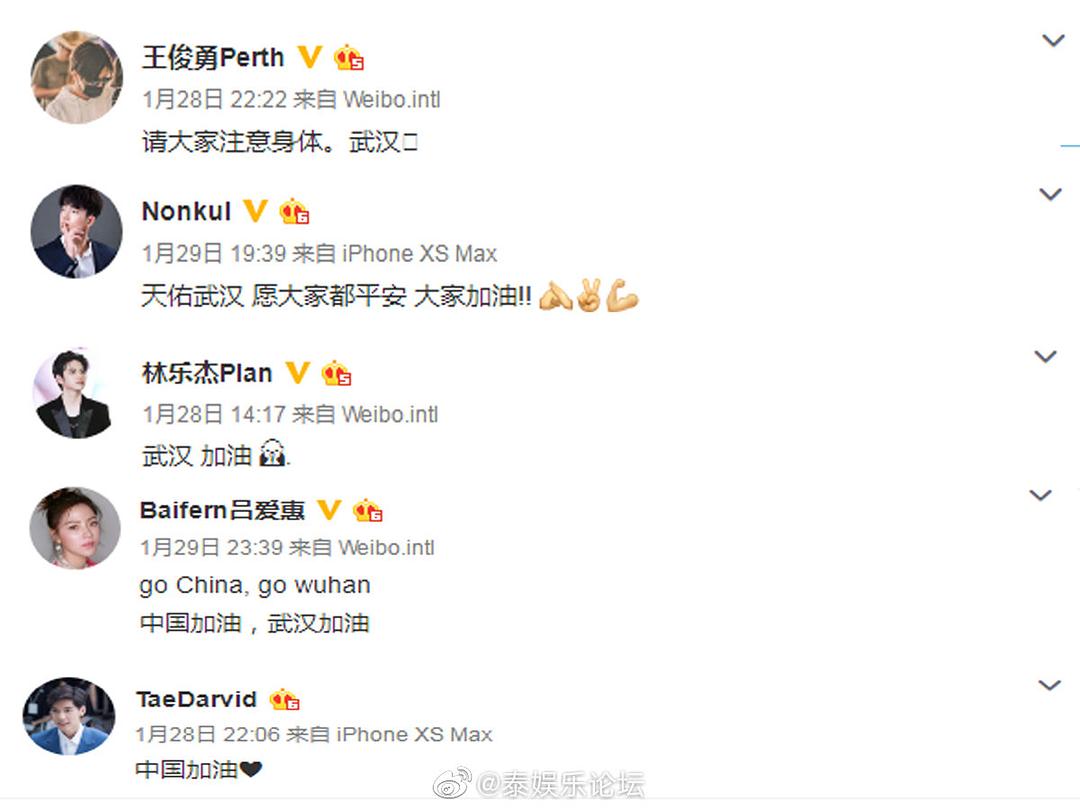 王俊勇Perth
1月28日 22:22 来自 Weibo.intl
请大家注意身体。武汉
Nonkul
1月29日 19:39 来自 iPhone XS Max
天佑武汉 愿大家都平安 大家加油!!
林乐杰Plan
1月28日 14:17 来自 Weibo.intl
武汉 加油 .
Baifern吕爱惠
1月29日 23:39 来自 Weibo.intl
go China, go wuhan
中国加油，武汉加油
TaeDarvid
1月28日 22:06 来自 iPhone XS Max
中国加油❤
@泰娱乐论坛